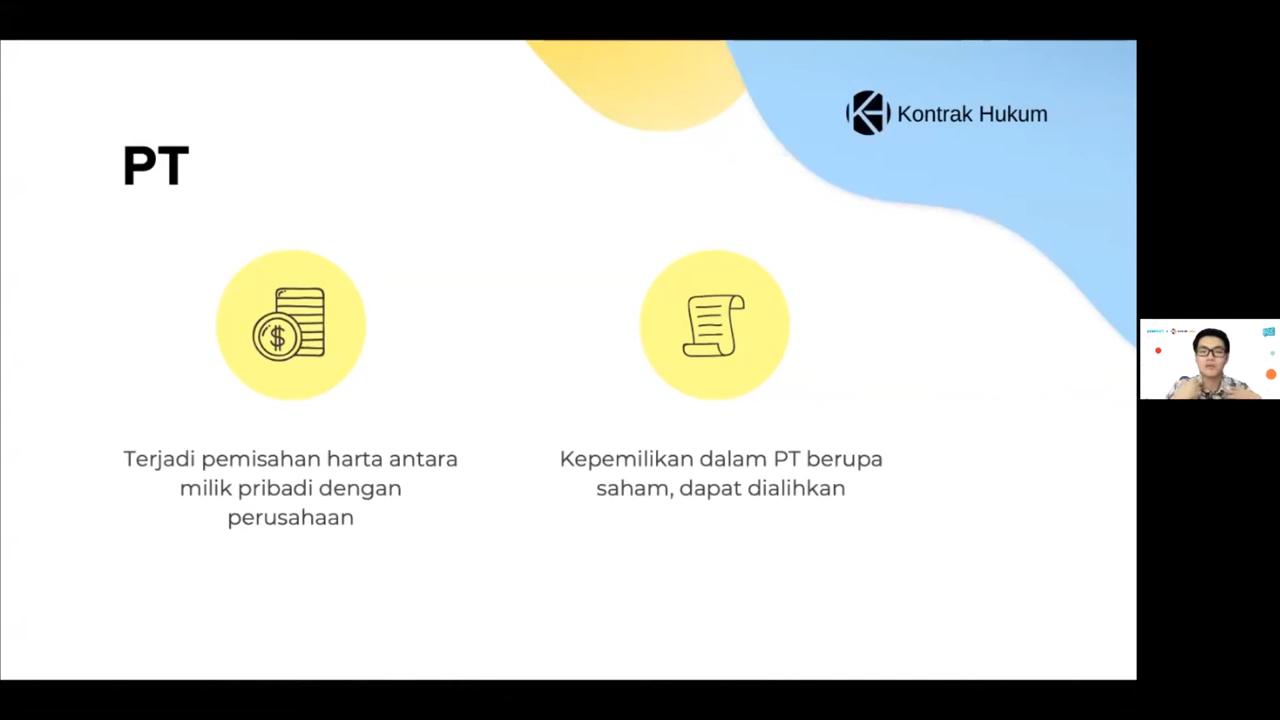 Kontrak Hukum
PT
Terjadi pemisahan harta antara
milik pribadi dengan
perusahaan
Kepemilikan dalam PT berupa
saham, dapat dialihkan